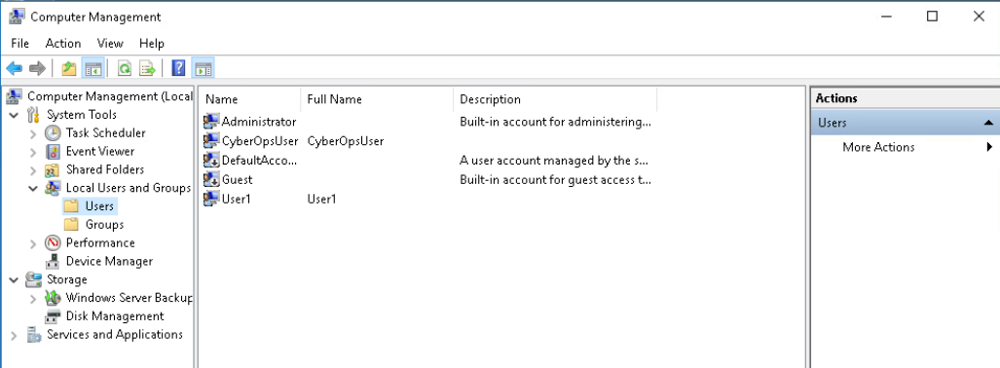 Computer Management
File Action View Help
Computer Management (Local
System Tools
Task Scheduler
Event Viewer
Shared Folders
Local Users and Groups
Users
Groups
Performance
Device Manager
Storage
Windows Server Backup
Disk Management
Services and Applications
Name Full Name Description
Administrator Built-in account for administering...
CyberOpsUser CyberOpsUser
DefaultAcco... A user account managed by the s...
Guest Built-in account for guest access t...
User1 User1
Actions
Users
More Actions